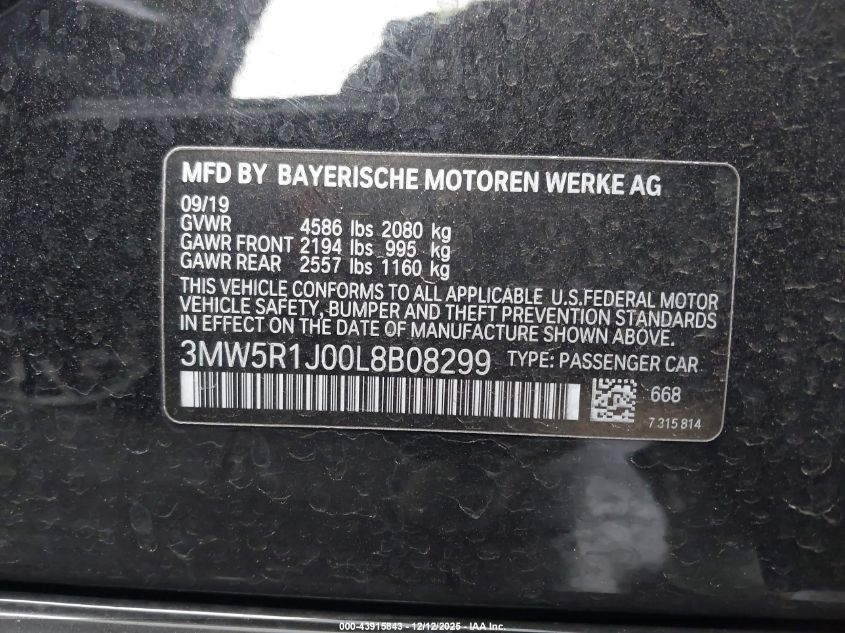 MFD BY BAYERISCHE MOTOREN WERKE AG
09/19
GVWR 4586 lbs 2080 kg
GAWR FRONT 2194 lbs 995 kg
GAWR REAR 2557 lbs 1160 kg
THIS VEHICLE CONFORMS TO ALL APPLICABLE U.S.FEDERAL MOTOR
VEHICLE SAFETY, BUMPER AND THEFT PREVENTION STANDARDS
IN EFFECT ON THE DATE OF MANUFACTURE SHOWN ABOVE.
3MW5R1J00L8B08299 TYPE: PASSENGER CAR
668
7 315 814
000-43915843 - 12/12/2025 - IAA Inc.